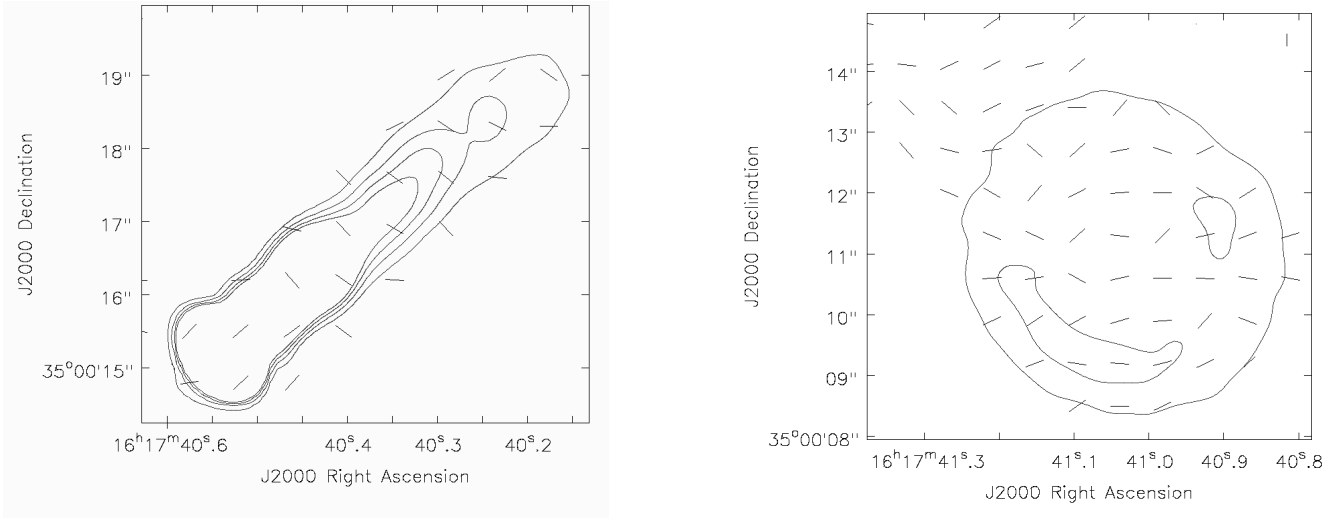 19"
18"
17"
16"
35°00'15"
16ʰ17ᵐ40ˢ.6
40ˢ.4
40ˢ.3
40ˢ.2
J2000 Right Ascension
J2000 Declination
14"
13"
12"
11"
10"
09"
35°00'08"
16ʰ17ᵐ41ˢ.3
41ˢ.1
41ˢ.0
40ˢ.9
40ˢ.8
J2000 Right Ascension
J2000 Declination